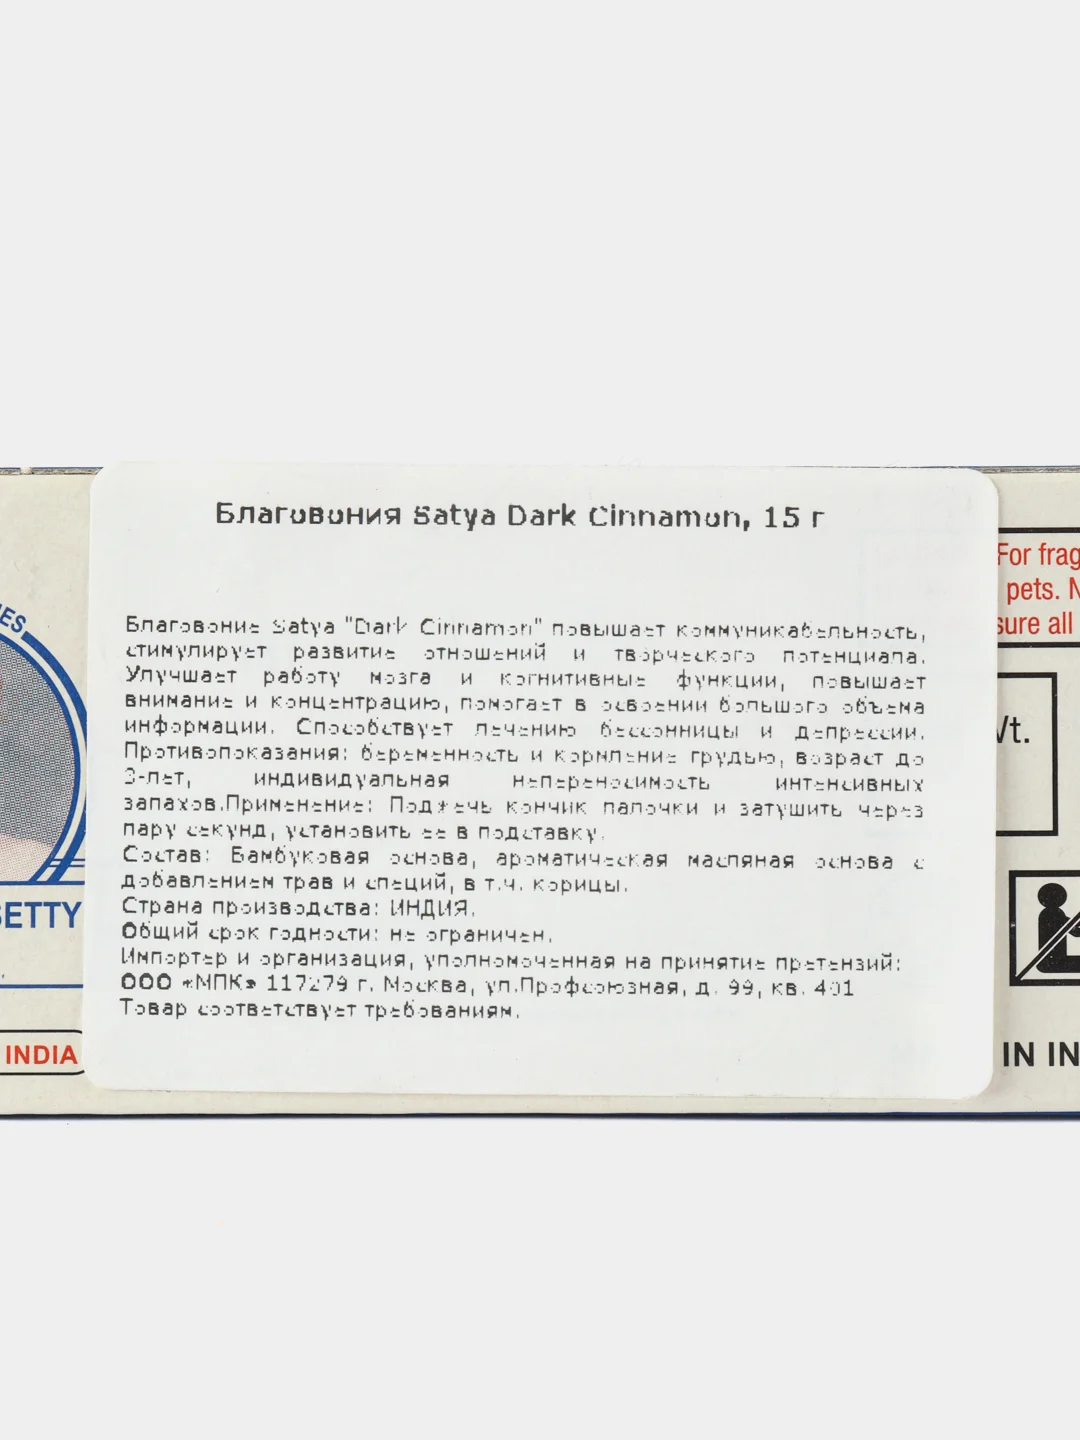 Благовония Satya Dark Cinnamon, 15 г
Благовоние Satya "Dark Cinnamon" повышает коммуникабельность,
стимулирует развитие отношений и творческого потенциала.
Улучшает работу мозга и когнитивные функции, повышает
внимание и концентрацию, помогает в освоении большого объема
информации. Способствует лечению бессонницы и депрессии.
Противопоказания: беременность и кормление грудью, возраст до
3-лет, индивидуальная непереносимость интенсивных
запахов.Применение: Поджечь кончик палочки и затушить через
пару секунд, установить ее в подставку.
Состав: Бамбуковая основа, ароматическая масляная основа с
добавлением трав и специй, в т.ч. корицы.
Страна производства: ИНДИЯ.
Общий срок годности: не ограничен.
Импортер и организация, уполномоченная на принятие претензий:
ООО «МПК» 117279 г. Москва, ул.Профсоюзная, д. 99, кв. 401
Товар соответствует требованиям.
ES
SETTY
INDIA
For frag
pets. N
sure all
Vt.
IN IN